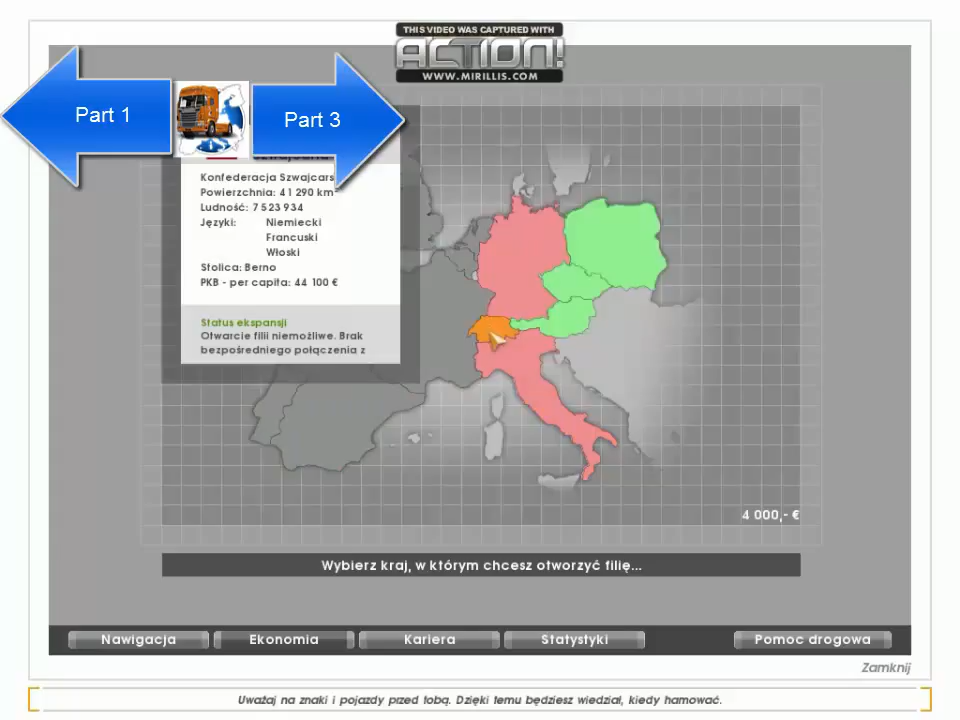 THIS VIDEO WAS CAPTURED WITH
ACTION!
WWW.MIRILLIS.COM
Part 1
Part 3
Konfederacja Szwajcars
Powierzchnia: 41 290 km²
Ludność: 7 523 934
Języki: Niemiecki
Francuski
Włoski
Stolica: Berno
PKB - per capita: 44 100 €
Status ekspansji
Otwarcie filii niemożliwe. Brak
bezpośredniego połączenia z
4 000,- €
Wybierz kraj, w którym chcesz otworzyć filię...
Nawigacja
Ekonomia
Kariera
Statystyki
Pomoc drogowa
Zamknij
Uważaj na znaki i pojazdy przed tobą. Dzięki temu będziesz wiedział, kiedy hamować.